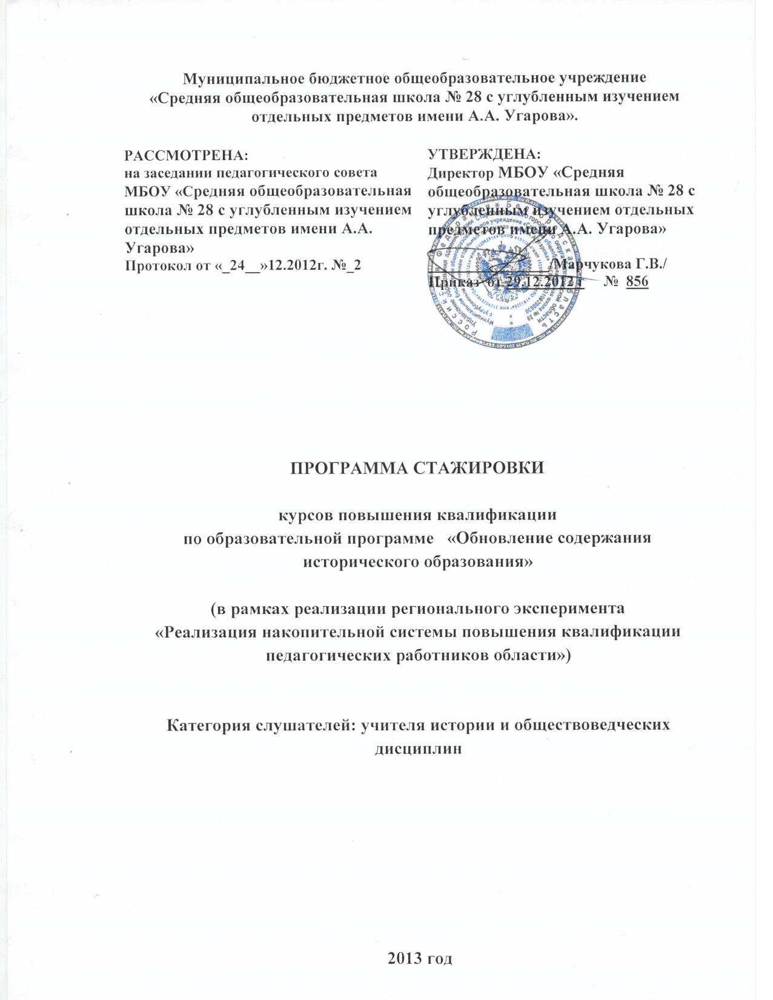 Муниципальное бюджетное общеобразовательное учреждение
«Средняя общеобразовательная школа № 28 с углубленным изучением
отдельных предметов имени А.А. Угарова».
РАССМОТРЕНА:
на заседании педагогического совета
МБОУ «Средняя общеобразовательная
школа № 28 с углубленным изучением
отдельных предметов имени А.А.
Угарова»
Протокол от «_24__»12.2012г. №_2
УТВЕРЖДЕНА:
Директор МБОУ «Средняя
общеобразовательная школа № 28 с
углубленным изучением отдельных
предметов имени А.А. Угарова»
/Марчукова Г.В./
Приказ от 29.12.2012 г № 856
ПРОГРАММА СТАЖИРОВКИ
курсов повышения квалификации
по образовательной программе «Обновление содержания
исторического образования»
(в рамках реализации регионального эксперимента
«Реализация накопительной системы повышения квалификации
педагогических работников области»)
Категория слушателей: учителя истории и обществоведческих
дисциплин
2013 год